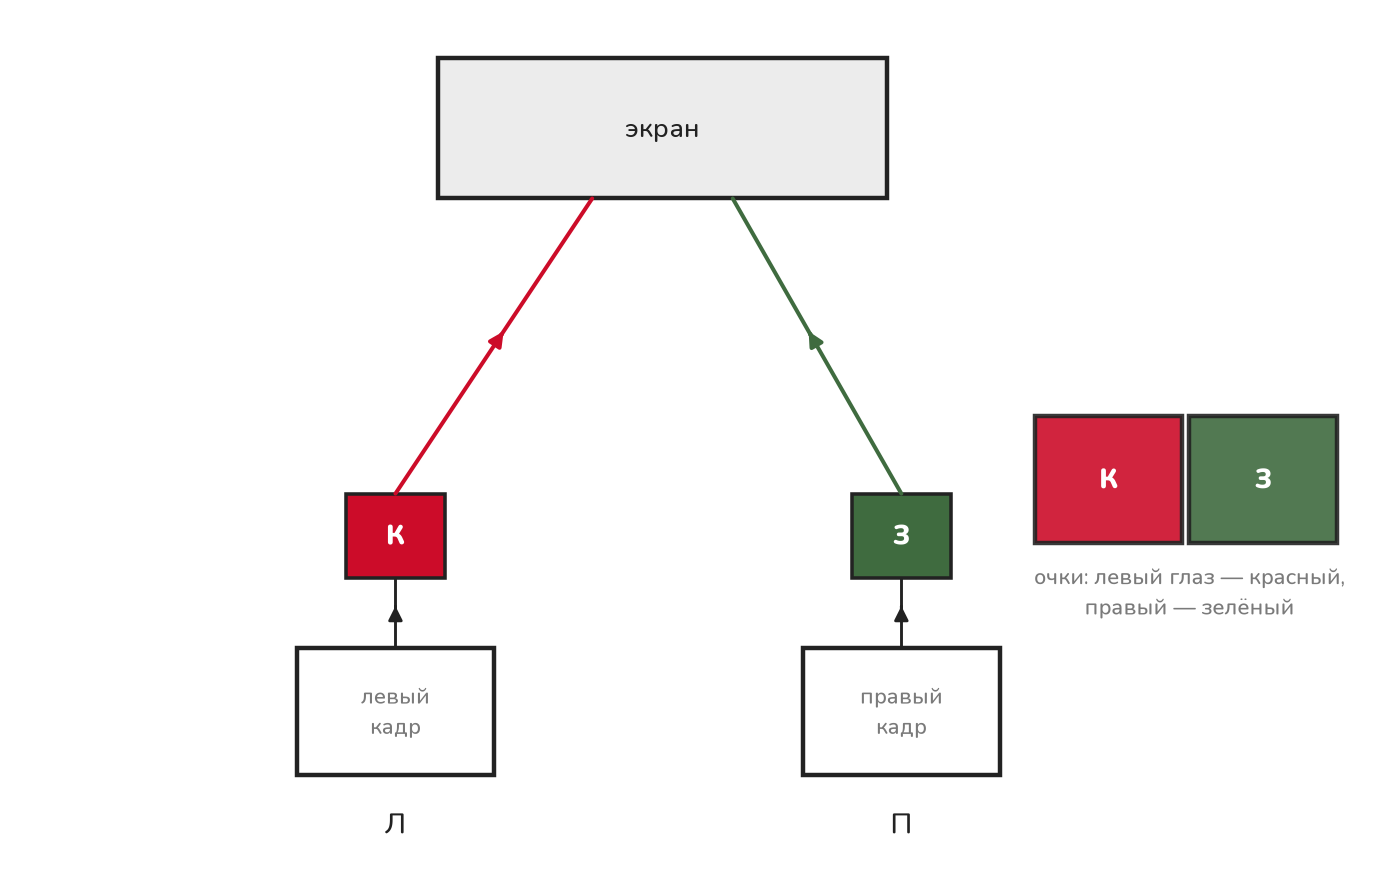 экран
К
З
К
З
очки: левый глаз — красный,
правый — зелёный
левый
кадр
правый
кадр
Л
П